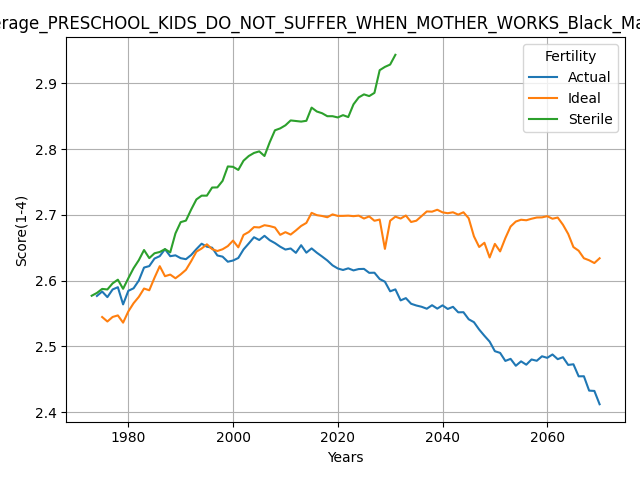 erage_PRESCHOOL_KIDS_DO_NOT_SUFFER_WHEN_MOTHER_WORKS_Black_Ma
Fertility
Actual
Ideal
Sterile
Score(1-4)
2.9
2.8
2.7
2.6
2.5
2.4
1980 2000 2020 2040 2060
Years